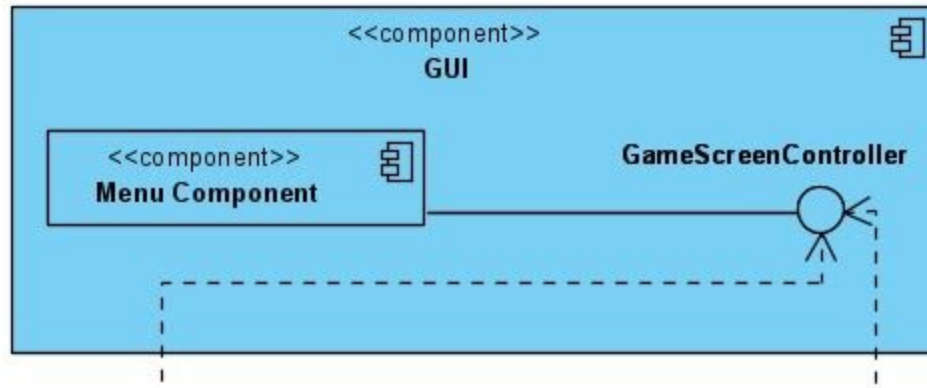 <<component>>
GUI
<<component>>
Menu Component
GameScreenController